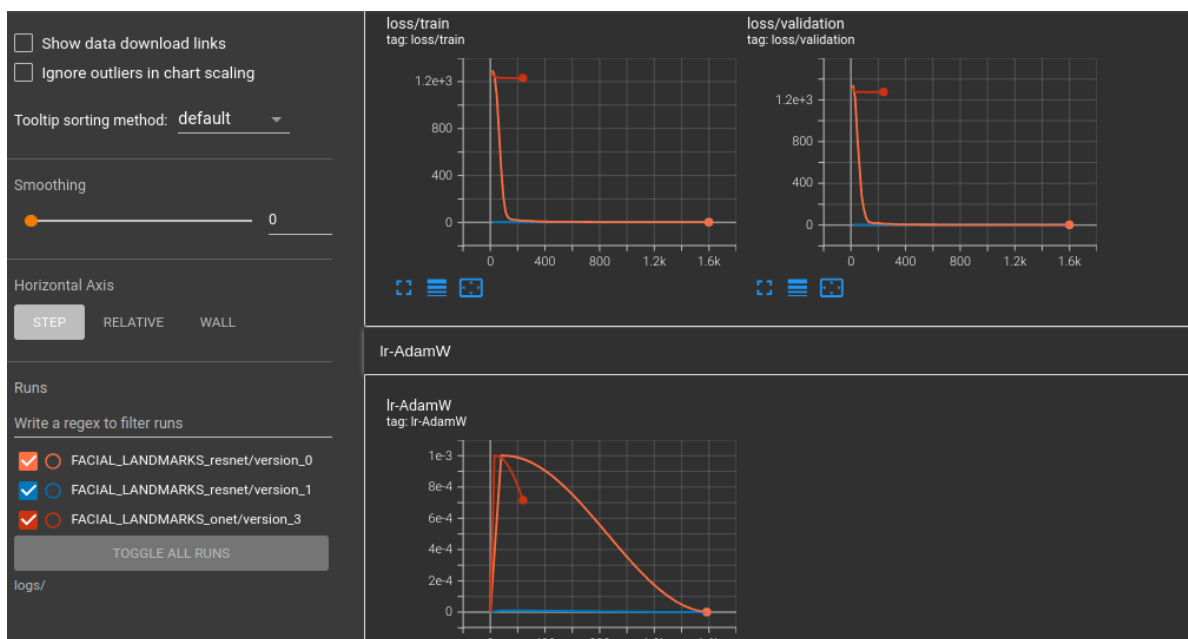 Show data download links
Ignore outliers in chart scaling
Tooltip sorting method: default
Smoothing
0
Horizontal Axis
STEP RELATIVE WALL
Runs
Write a regex to filter runs
FACIAL_LANDMARKS_resnet/version_0
FACIAL_LANDMARKS_resnet/version_1
FACIAL_LANDMARKS_onet/version_3
TOGGLE ALL RUNS
logs/
loss/train
tag: loss/train
1.2e+3
800
400
0
0 400 800 1.2k 1.6k
loss/validation
tag: loss/validation
1.2e+3
800
400
0
0 400 800 1.2k 1.6k
lr-AdamW
lr-AdamW
tag: lr-AdamW
1e-3
8e-4
6e-4
4e-4
2e-4
0